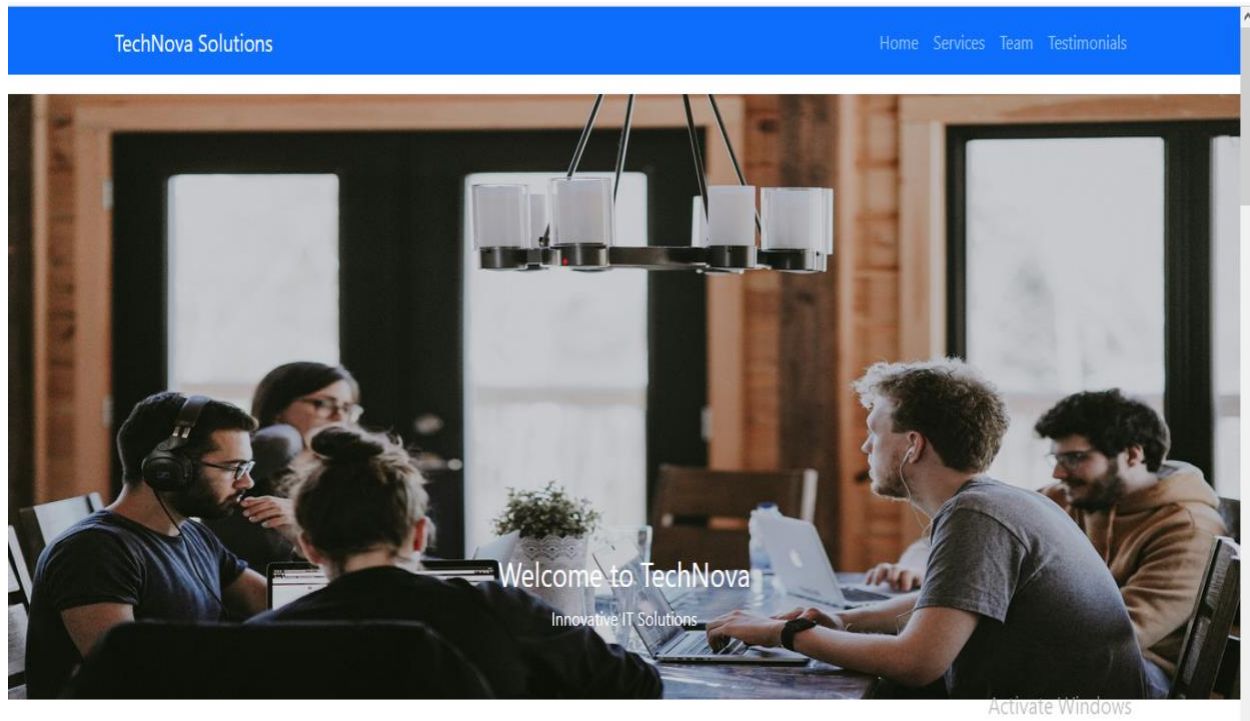 TechNova Solutions
Home Services Team Testimonials
Welcome to TechNova
Innovative IT Solutions
Activate Windows